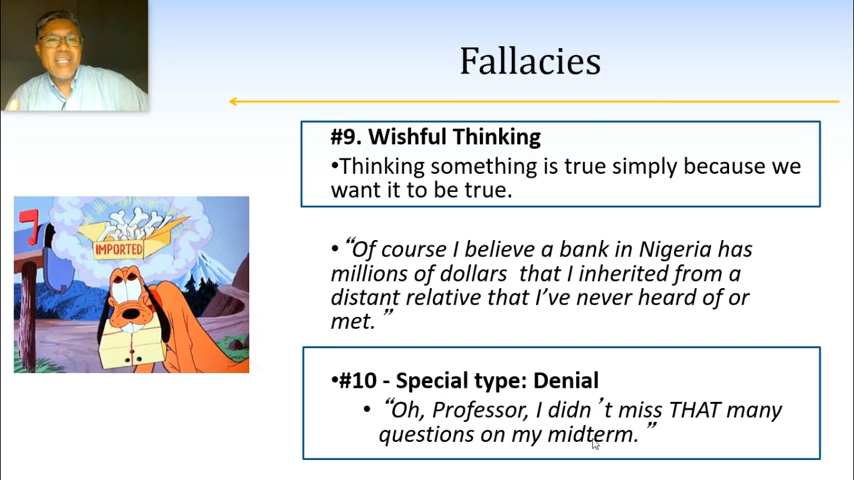 Fallacies
#9. Wishful Thinking
•Thinking something is true simply because we
want it to be true.
IMPORTED
• “Of course I believe a bank in Nigeria has
millions of dollars that I inherited from a
distant relative that I’ve never heard of or
met. ”
•#10 - Special type: Denial
• “Oh, Professor, I didn ’t miss THAT many
questions on my midterm. ”